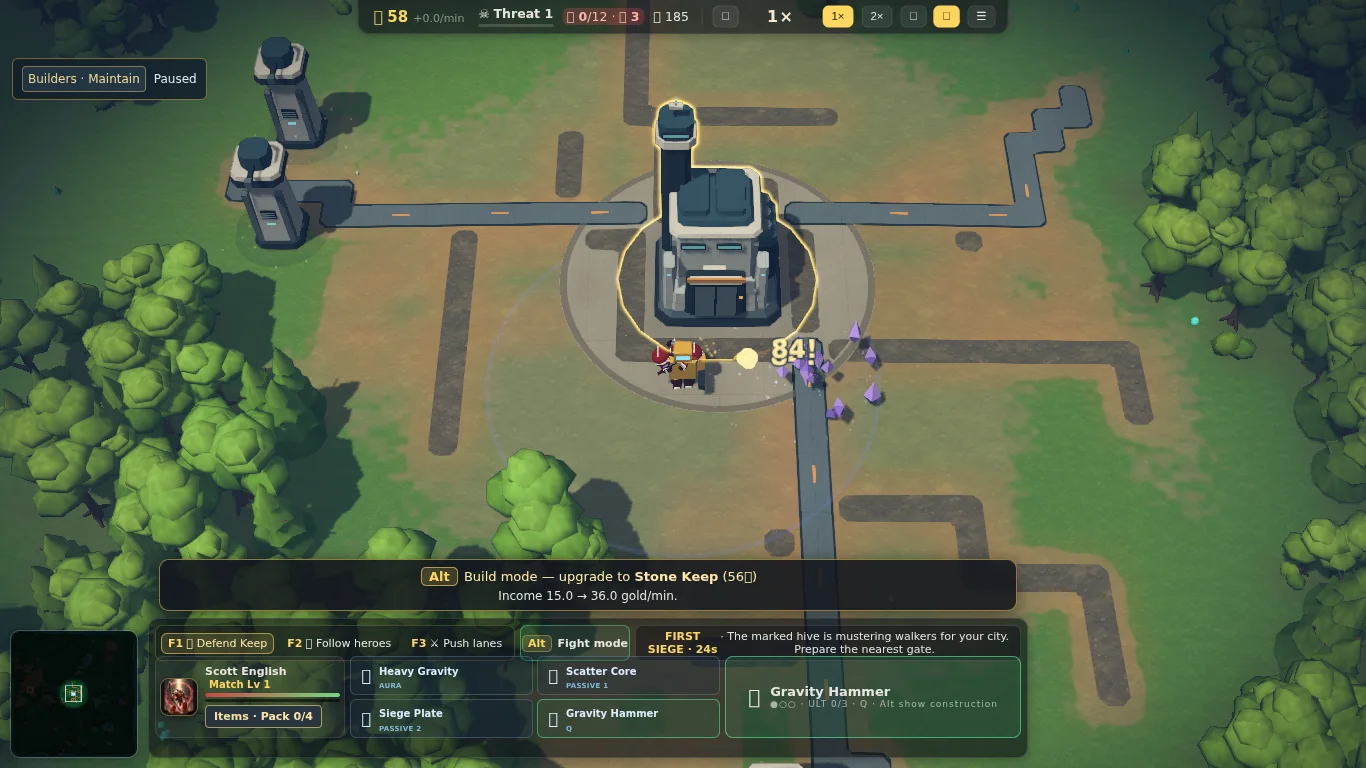 58 +0.0/min
Threat 1
0/12 · 3
185
1×
1×
2×
Builders · Maintain Paused
84!
Alt Build mode — upgrade to Stone Keep (56)
Income 15.0 → 36.0 gold/min.
F1 Defend Keep
F2 Follow heroes
F3 Push lanes
Alt Fight mode
FIRST SIEGE · 24s · The marked hive is mustering walkers for your city. Prepare the nearest gate.
Scott English
Match Lv 1
Items · Pack 0/4
Heavy Gravity
AURA
Scatter Core
PASSIVE 1
Siege Plate
PASSIVE 2
Gravity Hammer
Q
Gravity Hammer
●○○ · ULT 0/3 · Q · Alt show construction